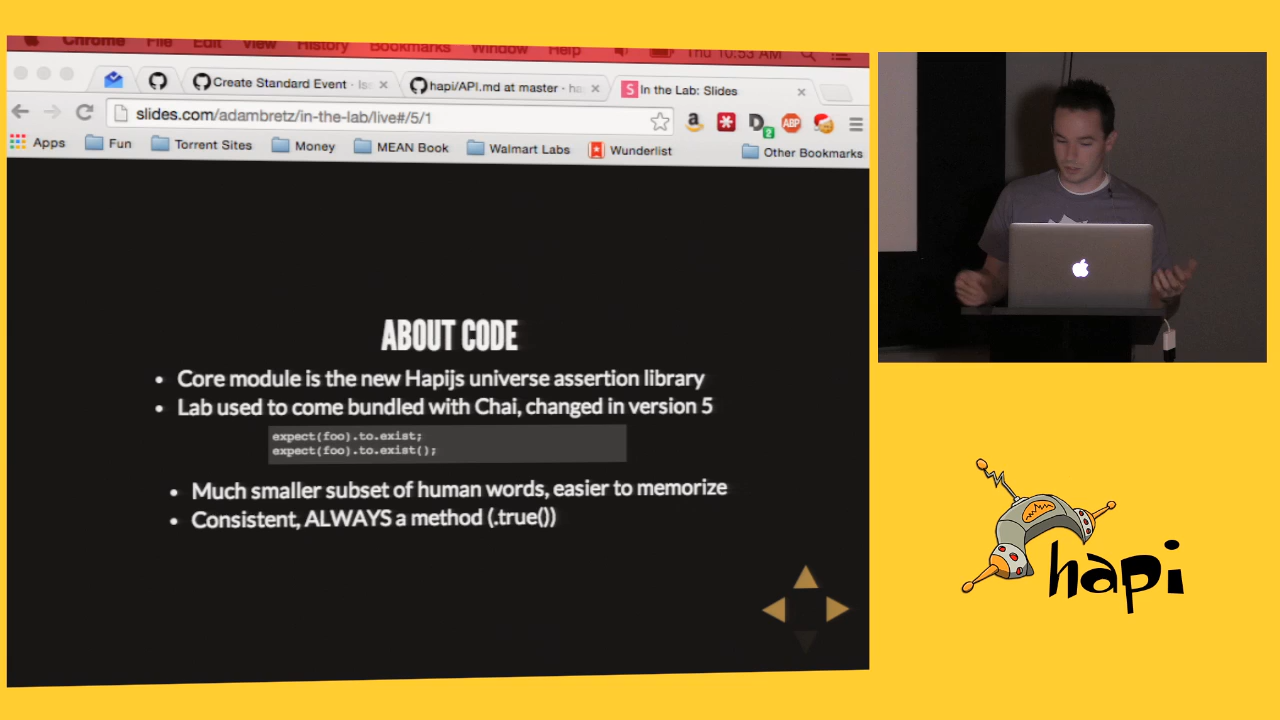 Chrome File Edit View History Bookmarks Window Help Thu 10:53 AM
Create Standard Event · Iss
hapi/API.md at master · ha
In the Lab: Slides
slides.com/adambretz/in-the-lab/live#/5/1
Apps Fun Torrent Sites Money MEAN Book Walmart Labs Wunderlist Other Bookmarks
ABOUT CODE
• Core module is the new Hapijs universe assertion library
• Lab used to come bundled with Chai, changed in version 5
expect(foo).to.exist;
expect(foo).to.exist();
• Much smaller subset of human words, easier to memorize
• Consistent, ALWAYS a method (.true())
a
D
2
ABP
S
hapi